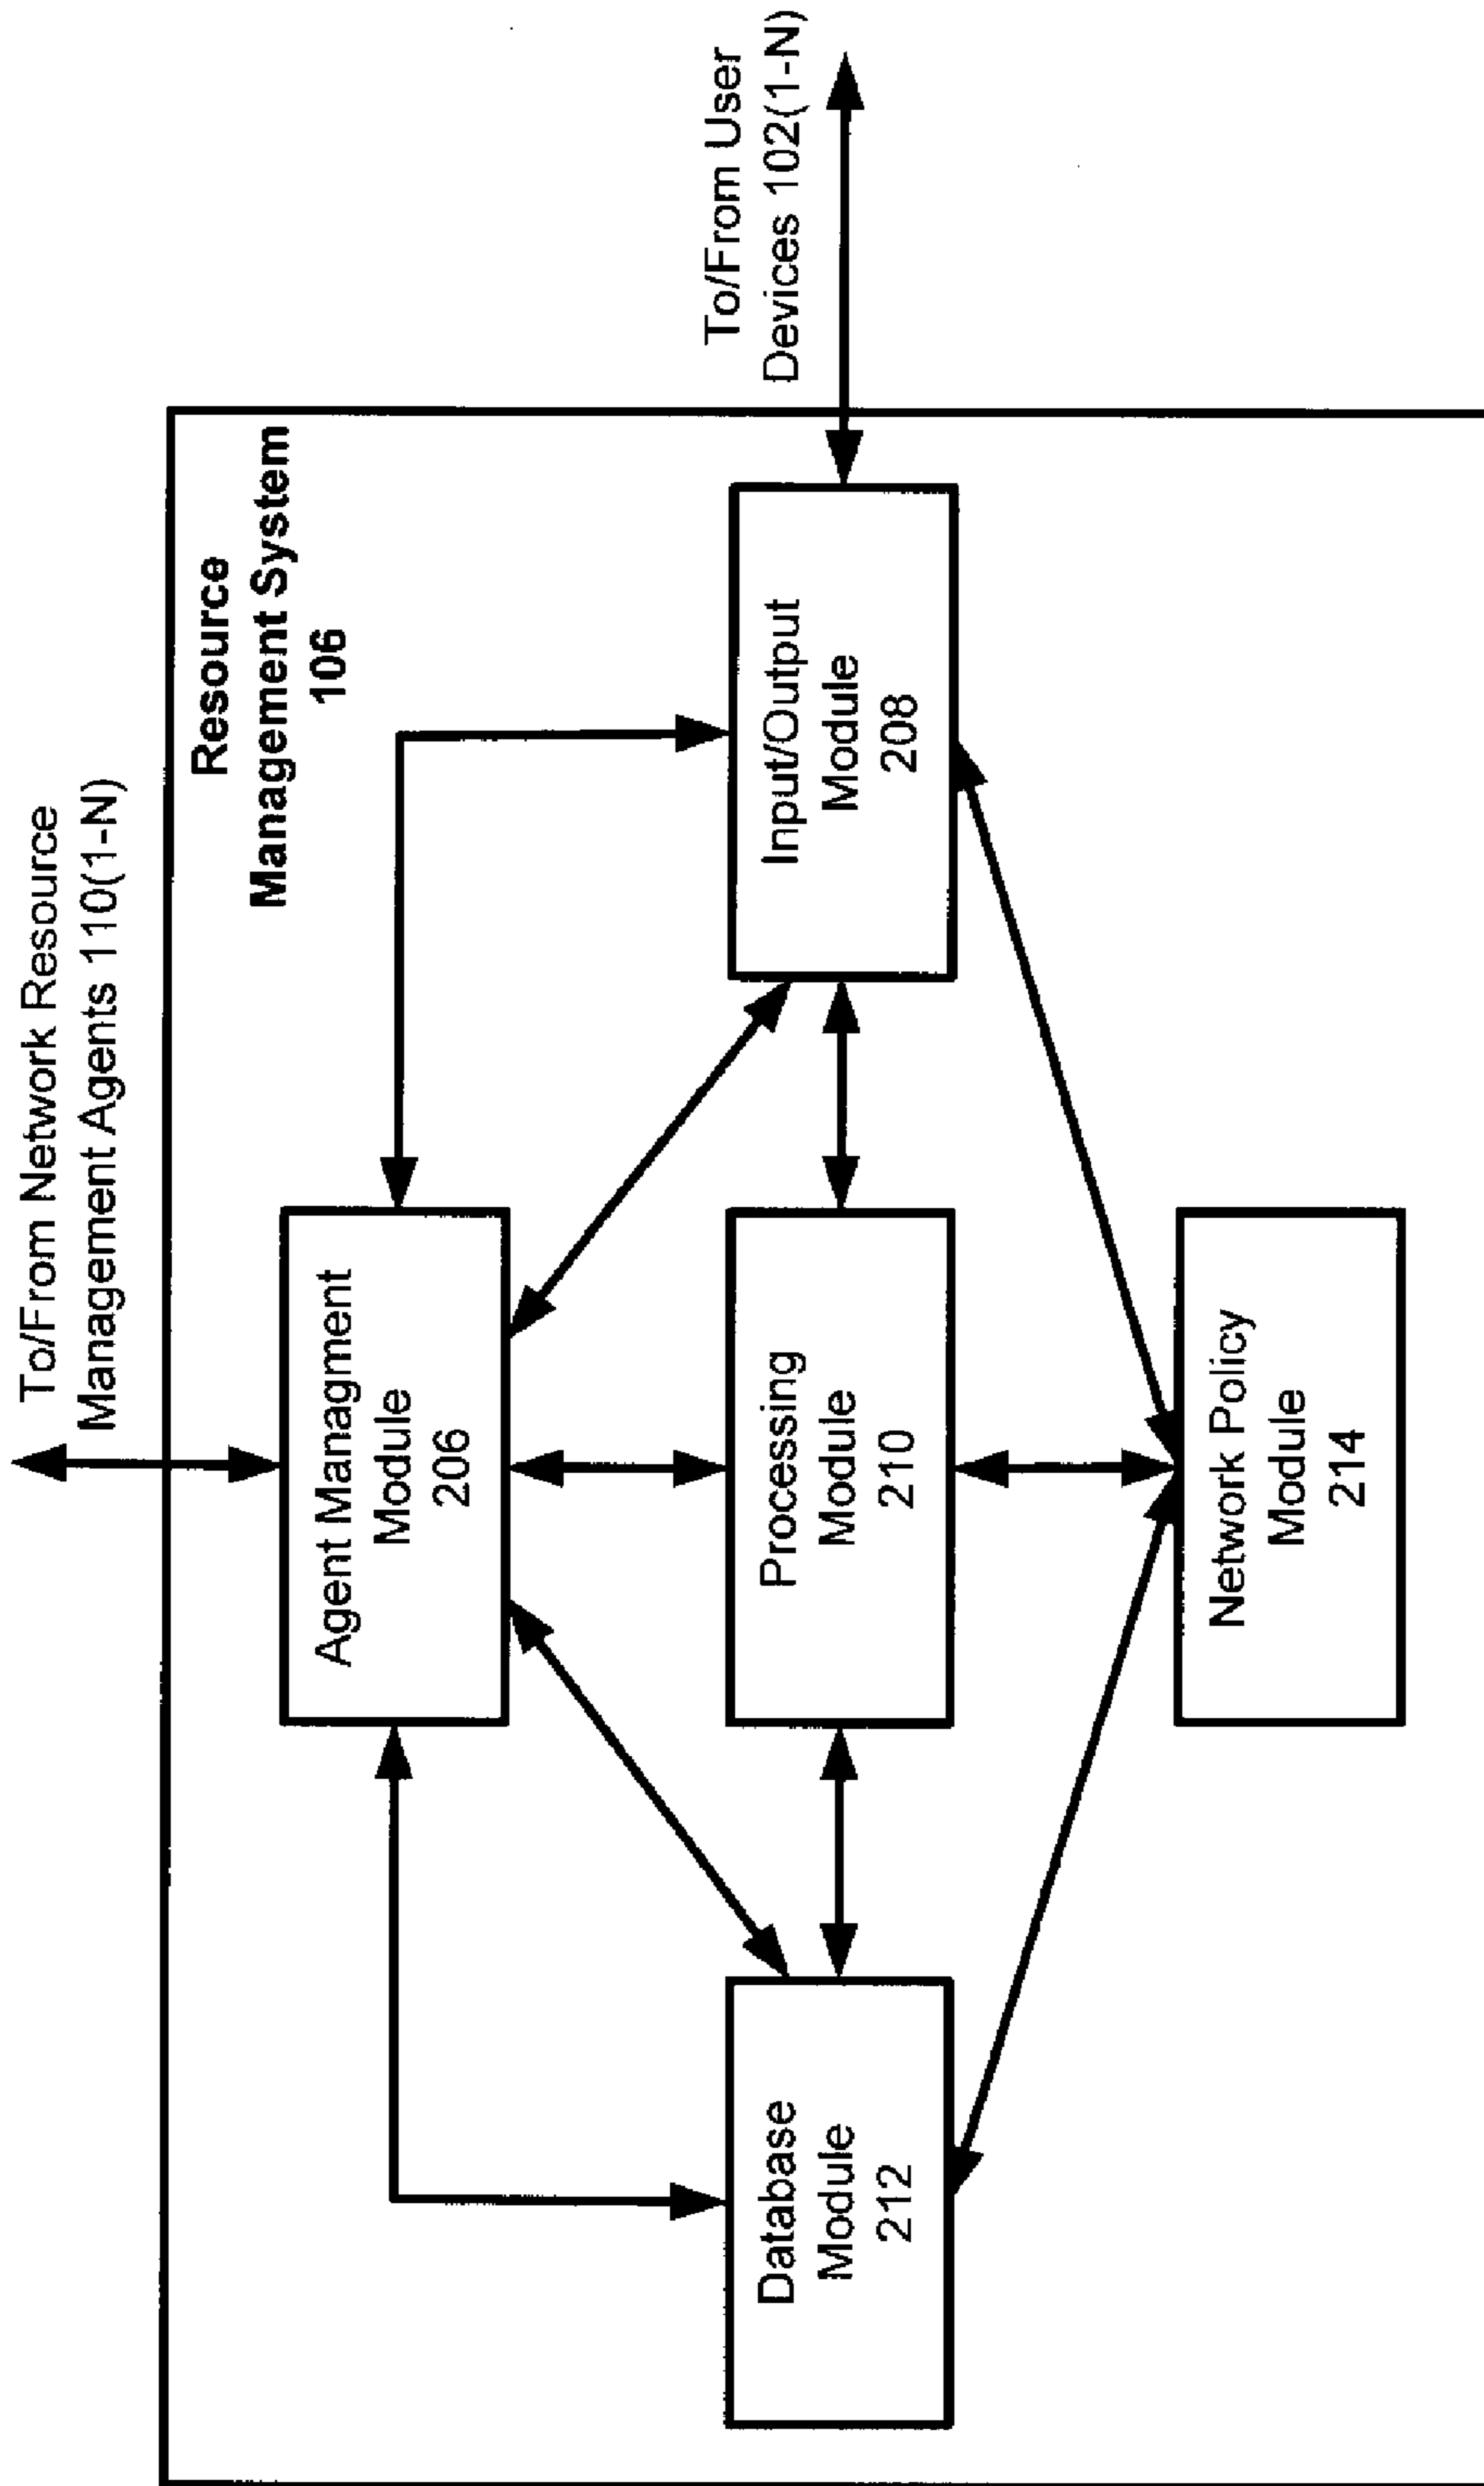 To/From Network Resource
Management Agents 110(1-N)
Resource
Management System
106
To/From User
Devices 102(1-N)
Agent Managment
Module
206
Database
Module
212
Processing
Module
210
Input/Output
Module
208
Network Policy
Module
214